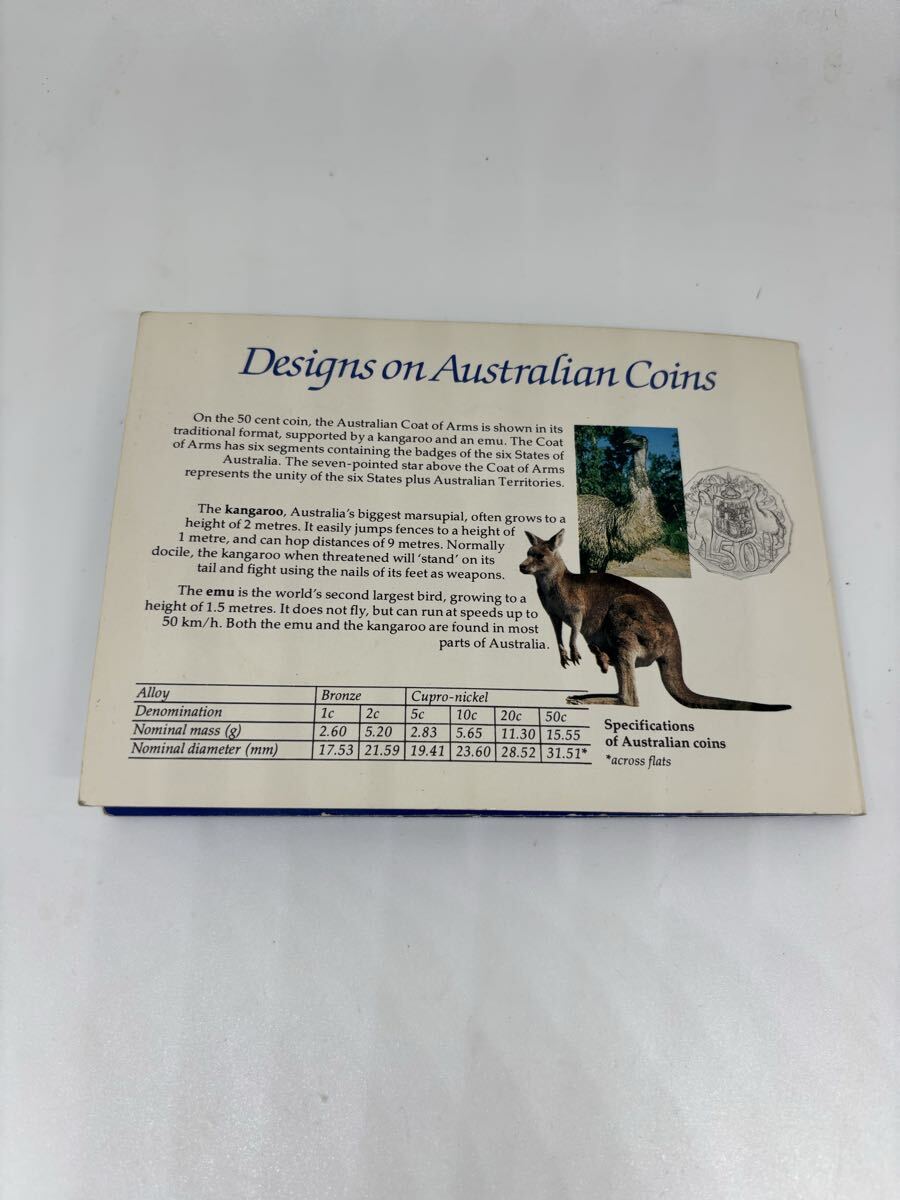 Designs on Australian Coins
On the 50 cent coin, the Australian Coat of Arms is shown in its
traditional format, supported by a kangaroo and an emu. The Coat
of Arms has six segments containing the badges of the six States of
Australia. The seven-pointed star above the Coat of Arms
represents the unity of the six States plus Australian Territories.
The kangaroo, Australia's biggest marsupial, often grows to a
height of 2 metres. It easily jumps fences to a height of
1 metre, and can hop distances of 9 metres. Normally
docile, the kangaroo when threatened will 'stand' on its
tail and fight using the nails of its feet as weapons.
The emu is the world's second largest bird, growing to a
height of 1.5 metres. It does not fly, but can run at speeds up to
50 km/h. Both the emu and the kangaroo are found in most
parts of Australia.
50
Alloy Bronze Cupro-nickel
Denomination 1c 2c 5c 10c 20c 50c
Nominal mass (g) 2.60 5.20 2.83 5.65 11.30 15.55
Nominal diameter (mm) 17.53 21.59 19.41 23.60 28.52 31.51*
Specifications
of Australian coins
*across flats